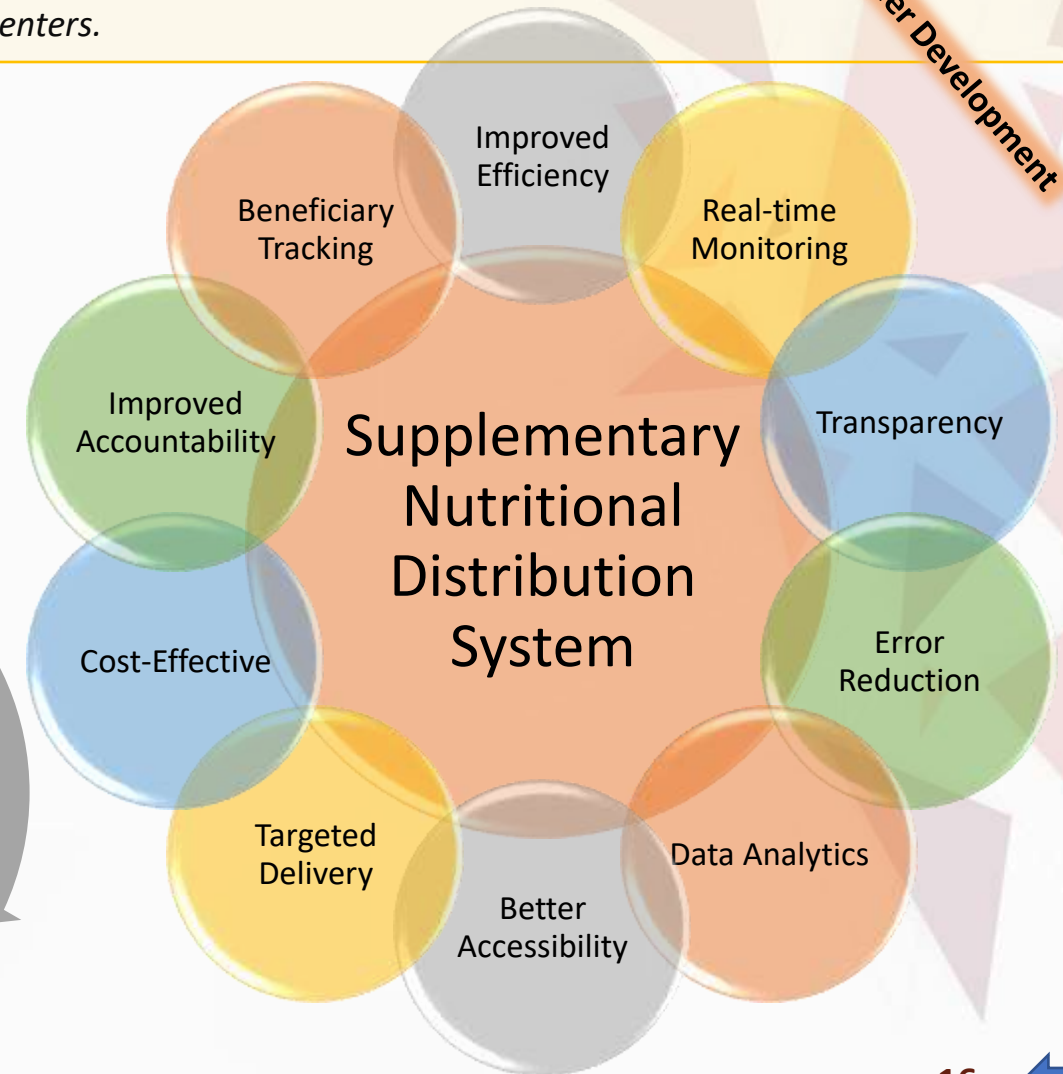 enters.
Development
Improved
Efficiency
Real-time
Monitoring
Transparency
Error
Reduction
Data Analytics
Better
Accessibility
Targeted
Delivery
Cost-Effective
Improved
Accountability
Beneficiary
Tracking
Supplementary
Nutritional
Distribution
System